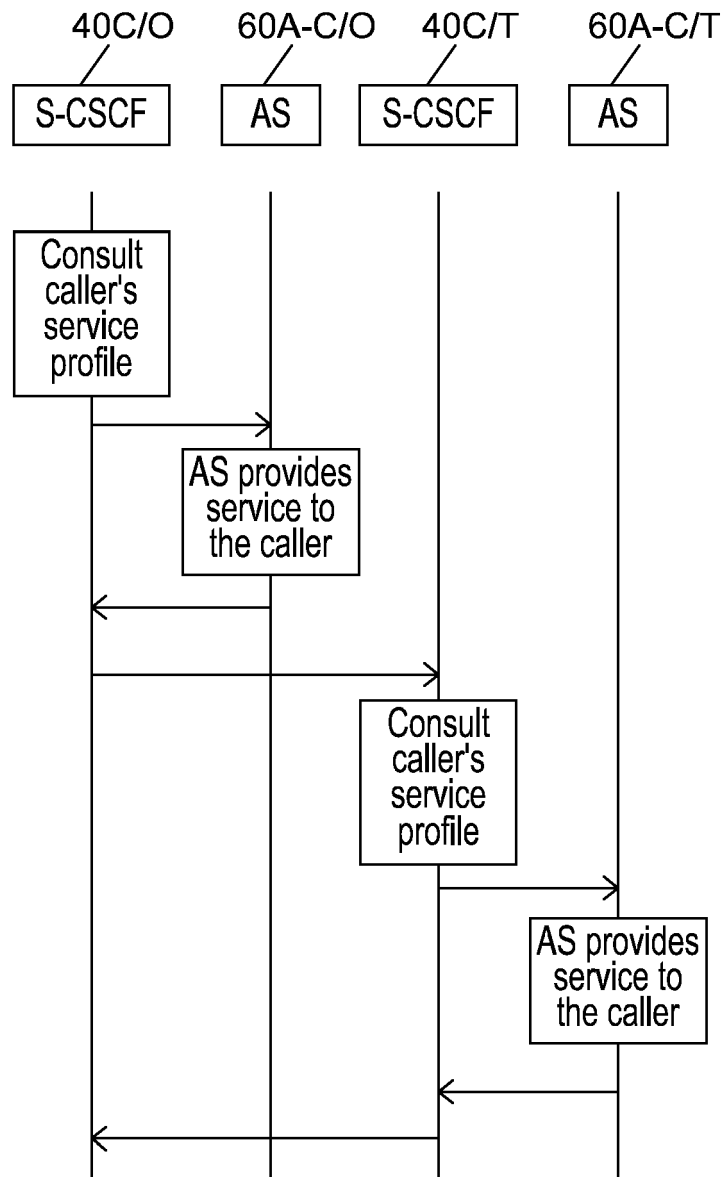 40C/O 60A-C/O 40C/T 60A-C/T
S-CSCF AS S-CSCF AS
Consult
caller's
service
profile
AS provides
service to
the caller
Consult
caller's
service
profile
AS provides
service to
the caller